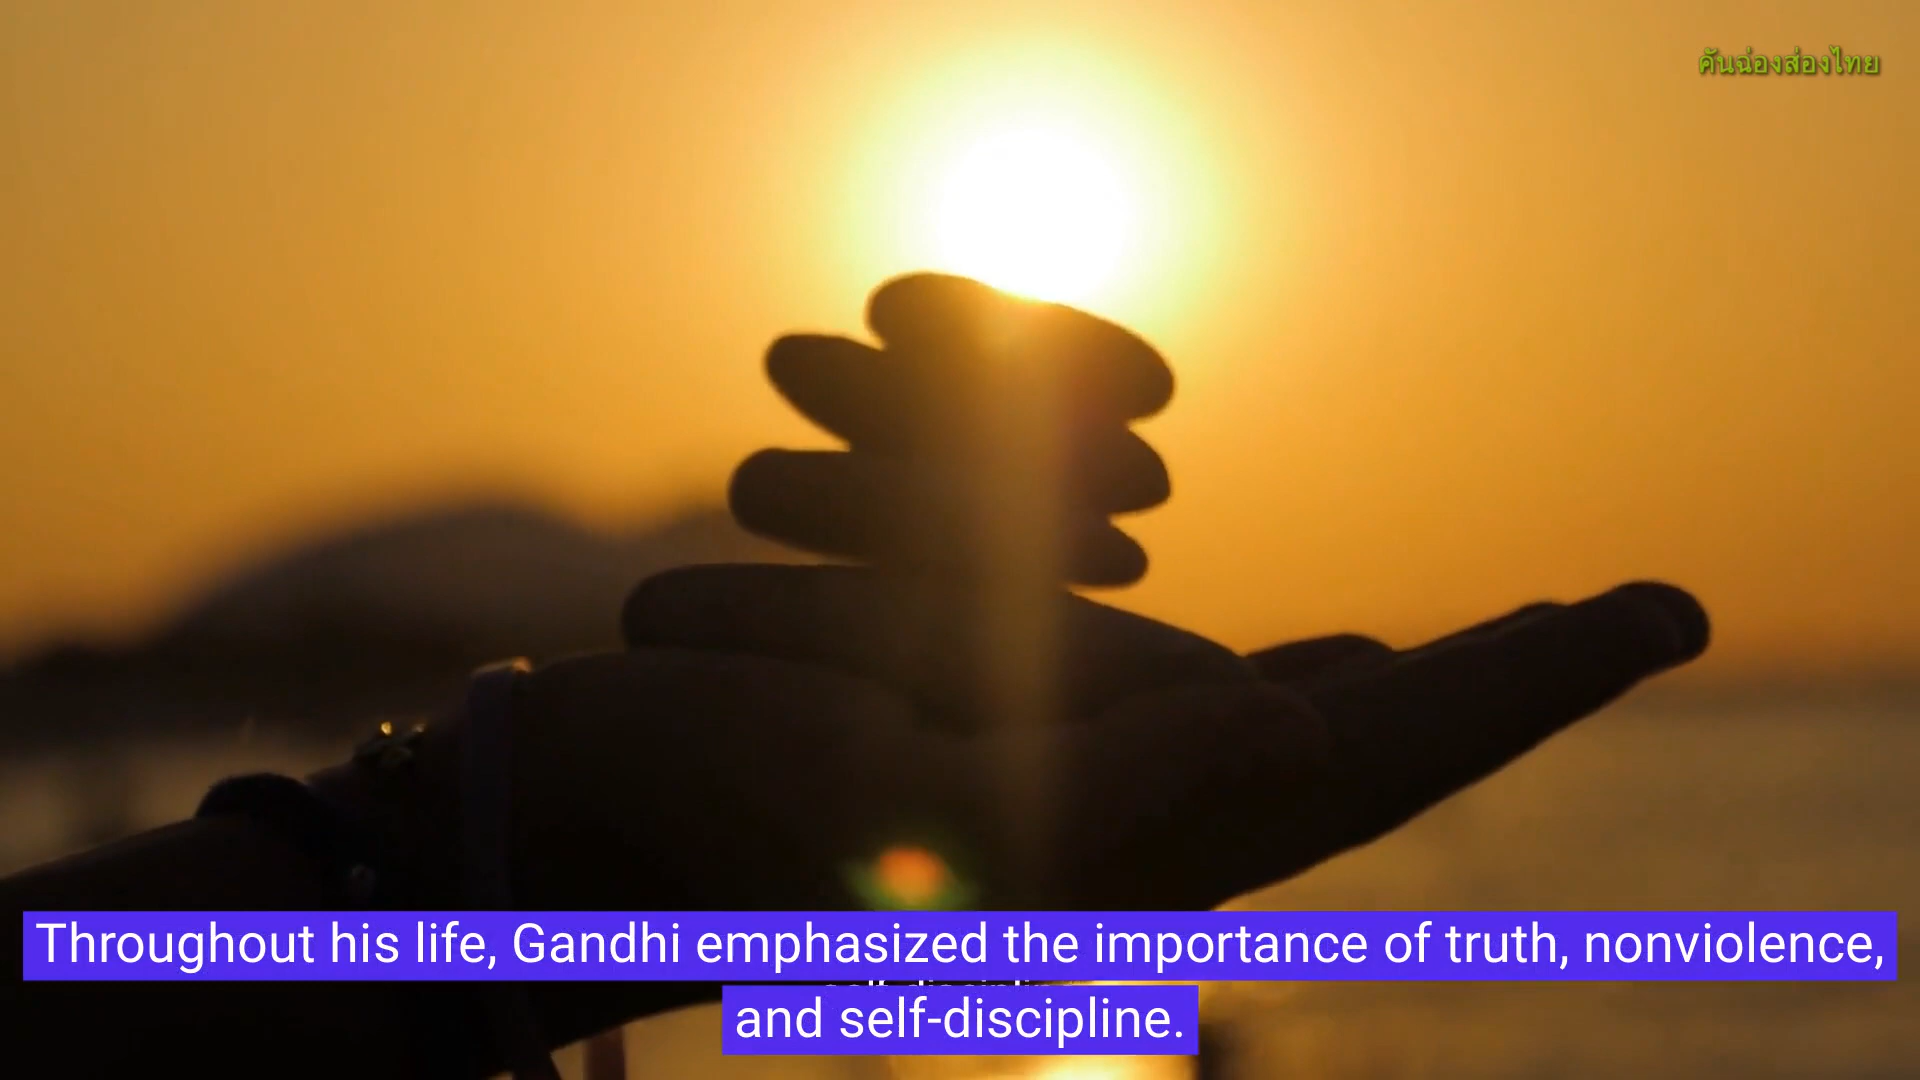 คันฉ่องส่องไทย
Throughout his life, Gandhi emphasized the importance of truth, nonviolence,
and self-discipline.